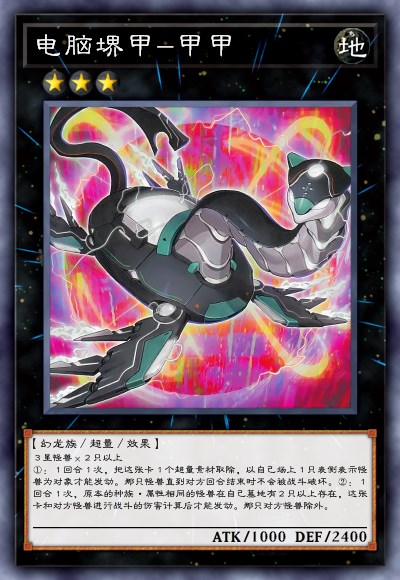 电脑堺甲-甲甲
地
【幻龙族／超量／效果】
3星怪兽×2只以上
①：1回合1次，把这张卡1个超量素材取除，以自己场上1只表侧表示怪
兽为对象才能发动。那只怪兽直到对方回合结束时不会被战斗破坏。②：1
回合1次，原本的种族·属性相同的怪兽在自己墓地有2只以上存在，这张
卡和对方怪兽进行战斗的伤害计算后才能发动。那只对方怪兽除外。
ATK/1000 DEF/2400